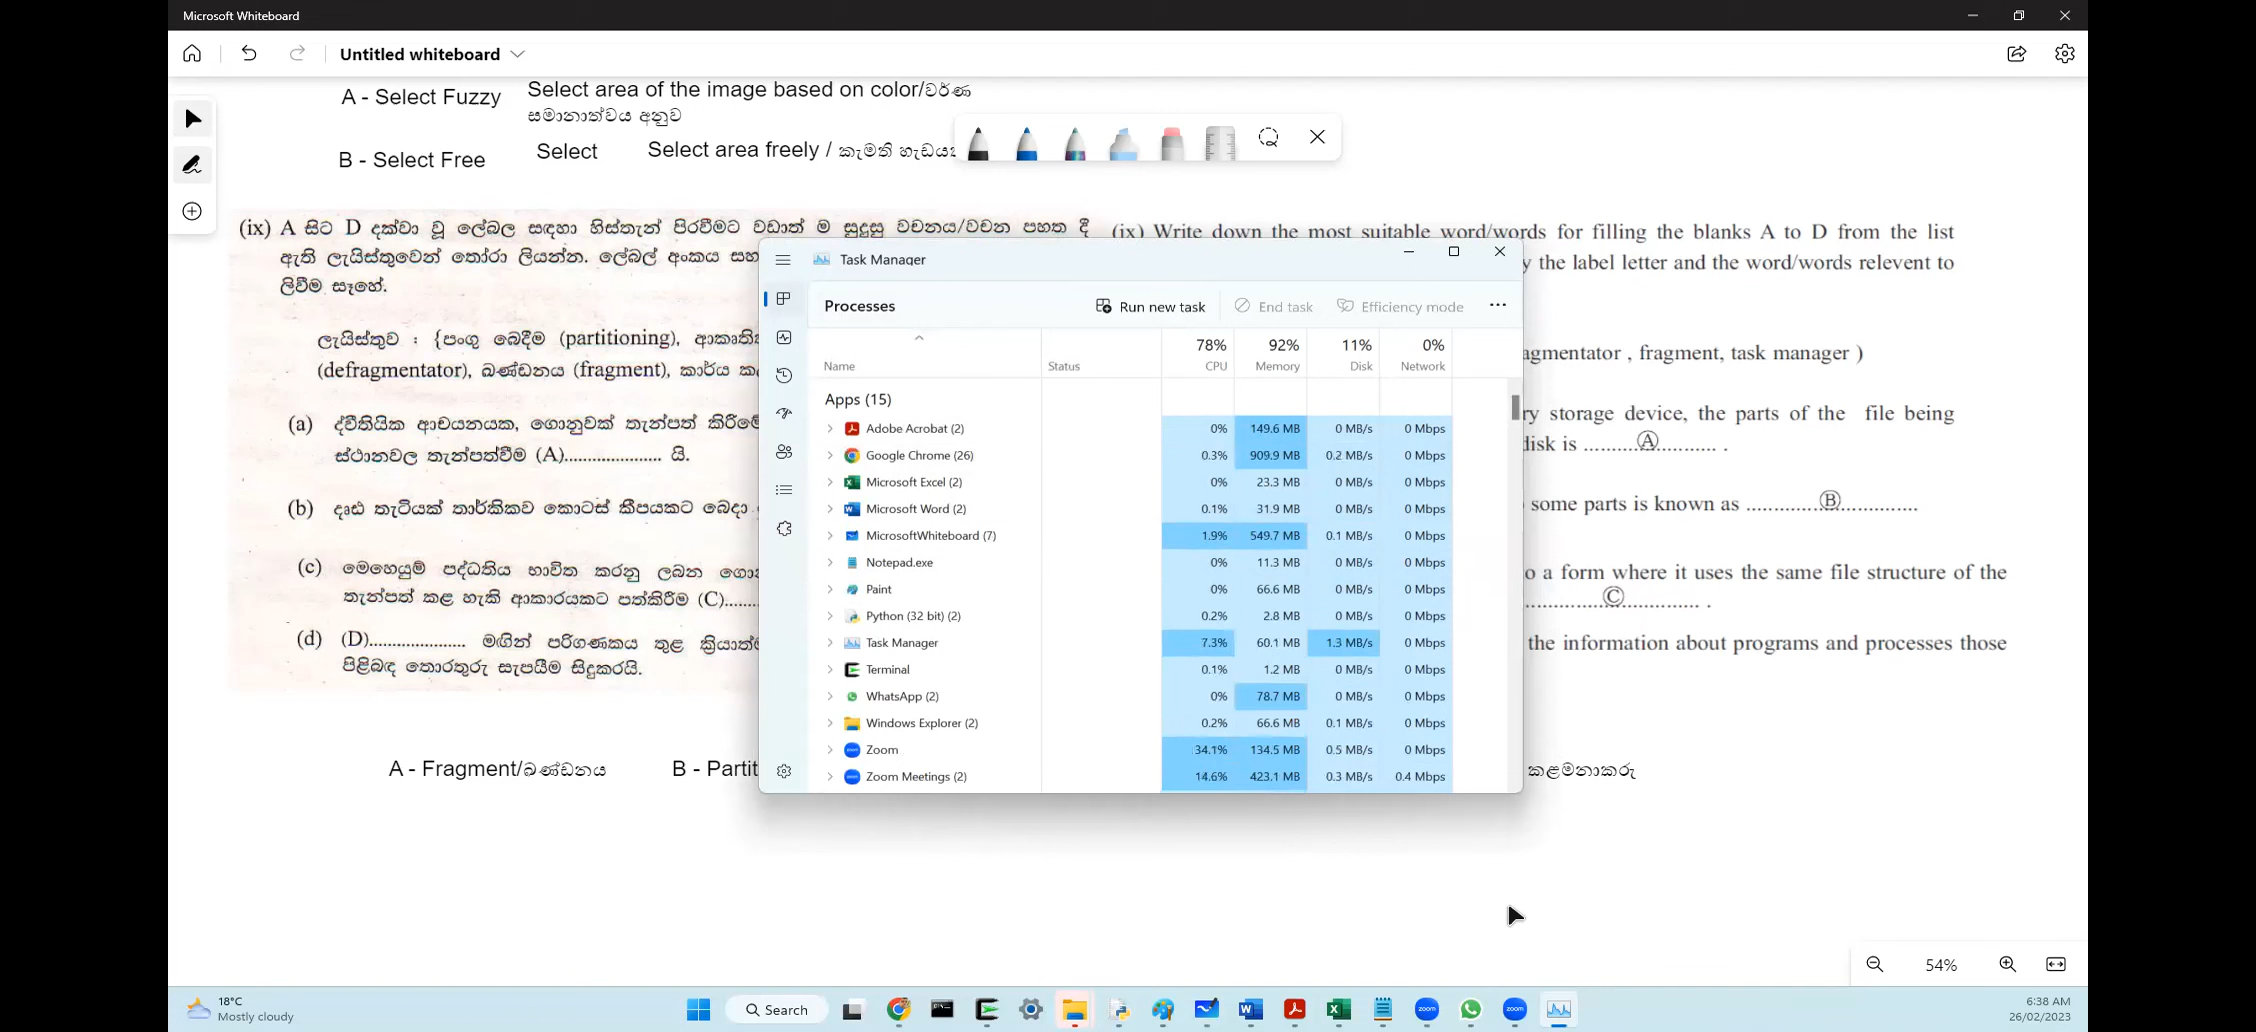 Microsoft Whiteboard
Untitled whiteboard
A - Select Fuzzy
Select area of the image based on color/වර්ණ
සමානාත්වය අනුව
B - Select Free
Select
Select area freely / කැමති
(ix) A සිට D දක්වා වූ ලේබල සඳහා හිස්තැන් පිරවීමට වඩාත් ම සුදුසු වචනය/වචන පහත දී
ඇති ලැයිස්තුවෙන් තෝරා ලියන්න. ලේබල් අංකය සහ
ලිවීම සෑහේ.
ලැයිස්තුව : {පංගු බෙදීම (partitioning),
(defragmentator), ඛණ්ඩනය (fragment), කාර්ය
(a) ද්විතීයික ආචයනයක, ගොනුවක් තැන්පත්
ස්ථානවල තැන්පත්වීම (A)..................... යි.
(b) දෘඪ තැටියක් තාර්කිකව කොටස් කීපයකට බෙදා
(c) මෙහෙයුම් පද්ධතිය භාවිත කරනු ලබන
තැන්පත් කළ හැකි ආකාරයකට පත්කිරීම (C).......
(d) (D)..................... මඟින් පරිගණකය තුළ
පිළිබඳ තොරතුරු සැපයීම සිදුකරයි.
(ix) Write down the most suitable word/words for filling the blanks A to D from the list
the label letter and the word/words relevent to
fragment, task manager )
storage device, the parts of the file being
disk is ..........Ⓐ.......... .
some parts is known as ...............Ⓑ...............
a form where it uses the same file structure of the
...............Ⓒ............... .
the information about programs and processes those
A - Fragment/ඛණ්ඩනය
B -
කළමනාකරු
Task Manager
Processes
Run new task
End task
Efficiency mode
78% 92% 11% 0%
Name Status CPU Memory Disk Network
Apps (15)
Adobe Acrobat (2) 0% 149.6 MB 0 MB/s 0 Mbps
Google Chrome (26) 0.3% 909.9 MB 0.2 MB/s 0 Mbps
Microsoft Excel (2) 0% 23.3 MB 0 MB/s 0 Mbps
Microsoft Word (2) 0.1% 31.9 MB 0 MB/s 0 Mbps
MicrosoftWhiteboard (7) 1.9% 549.7 MB 0.1 MB/s 0 Mbps
Notepad.exe 0% 11.3 MB 0 MB/s 0 Mbps
Paint 0% 66.6 MB 0 MB/s 0 Mbps
Python (32 bit) (2) 0.2% 2.8 MB 0 MB/s 0 Mbps
Task Manager 7.3% 60.1 MB 1.3 MB/s 0 Mbps
Terminal 0.1% 1.2 MB 0 MB/s 0 Mbps
WhatsApp (2) 0% 78.7 MB 0 MB/s 0 Mbps
Windows Explorer (2) 0.2% 66.6 MB 0.1 MB/s 0 Mbps
Zoom 34.1% 134.5 MB 0.5 MB/s 0 Mbps
Zoom Meetings (2) 14.6% 423.1 MB 0.3 MB/s 0.4 Mbps
54%
18°C
Mostly cloudy
Search
zoom
zoom
6:38 AM
26/02/2023